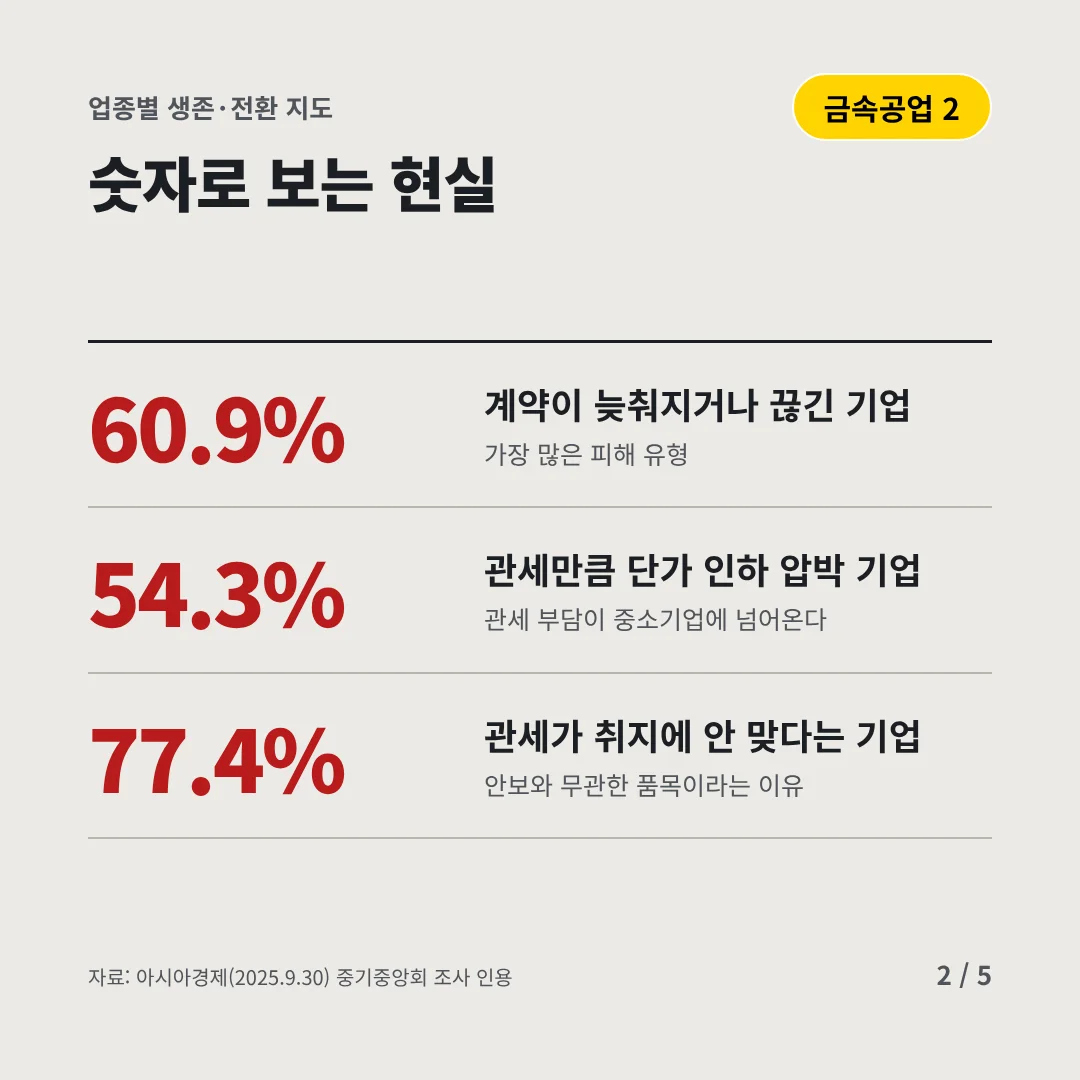 업종별 생존·전환 지도
금속공업 2
숫자로 보는 현실
60.9%
계약이 늦춰지거나 끊긴 기업
가장 많은 피해 유형
54.3%
관세만큼 단가 인하 압박 기업
관세 부담이 중소기업에 넘어온다
77.4%
관세가 취지에 안 맞다는 기업
안보와 무관한 품목이라는 이유
자료: 아시아경제(2025.9.30) 중기중앙회 조사 인용
2 / 5